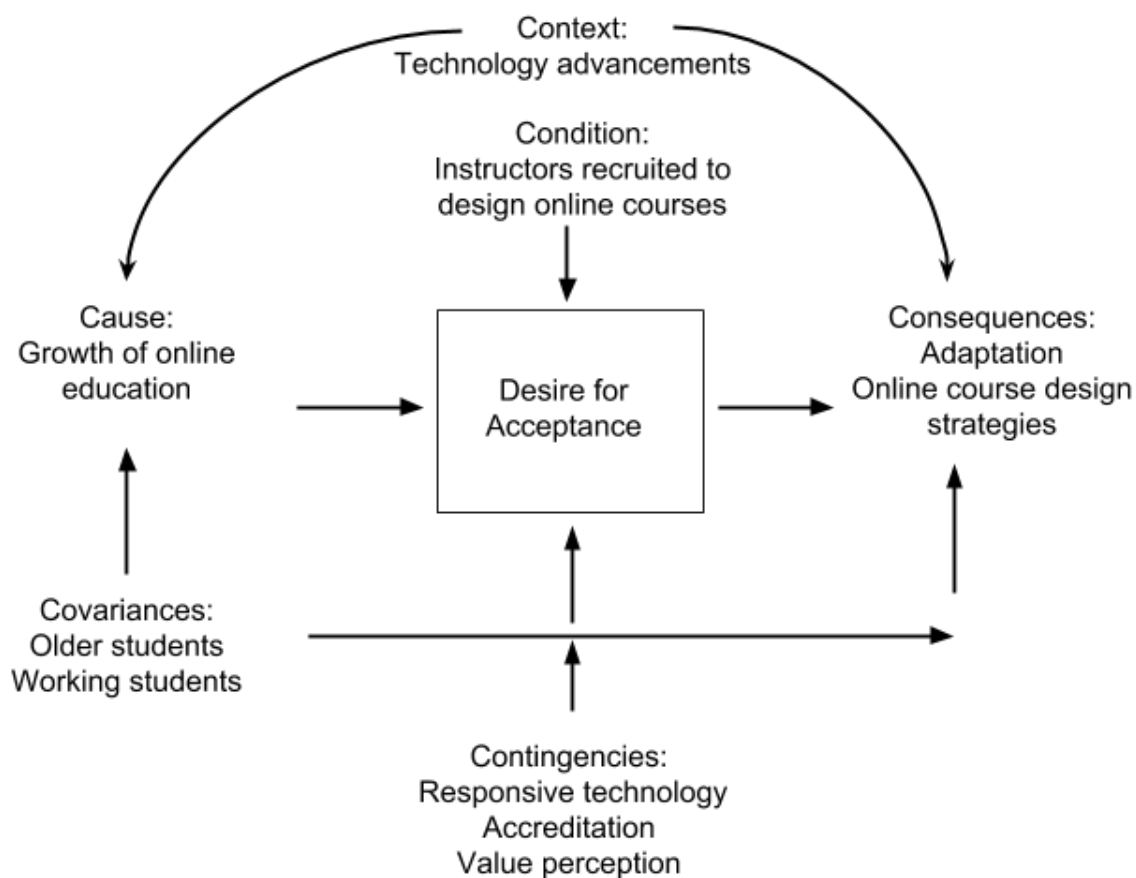 Context:
Technology advancements
Condition:
Instructors recruited to
design online courses
Cause:
Growth of online
education
Desire for
Acceptance
Consequences:
Adaptation
Online course design
strategies
Covariances:
Older students
Working students
Contingencies:
Responsive technology
Accreditation
Value perception